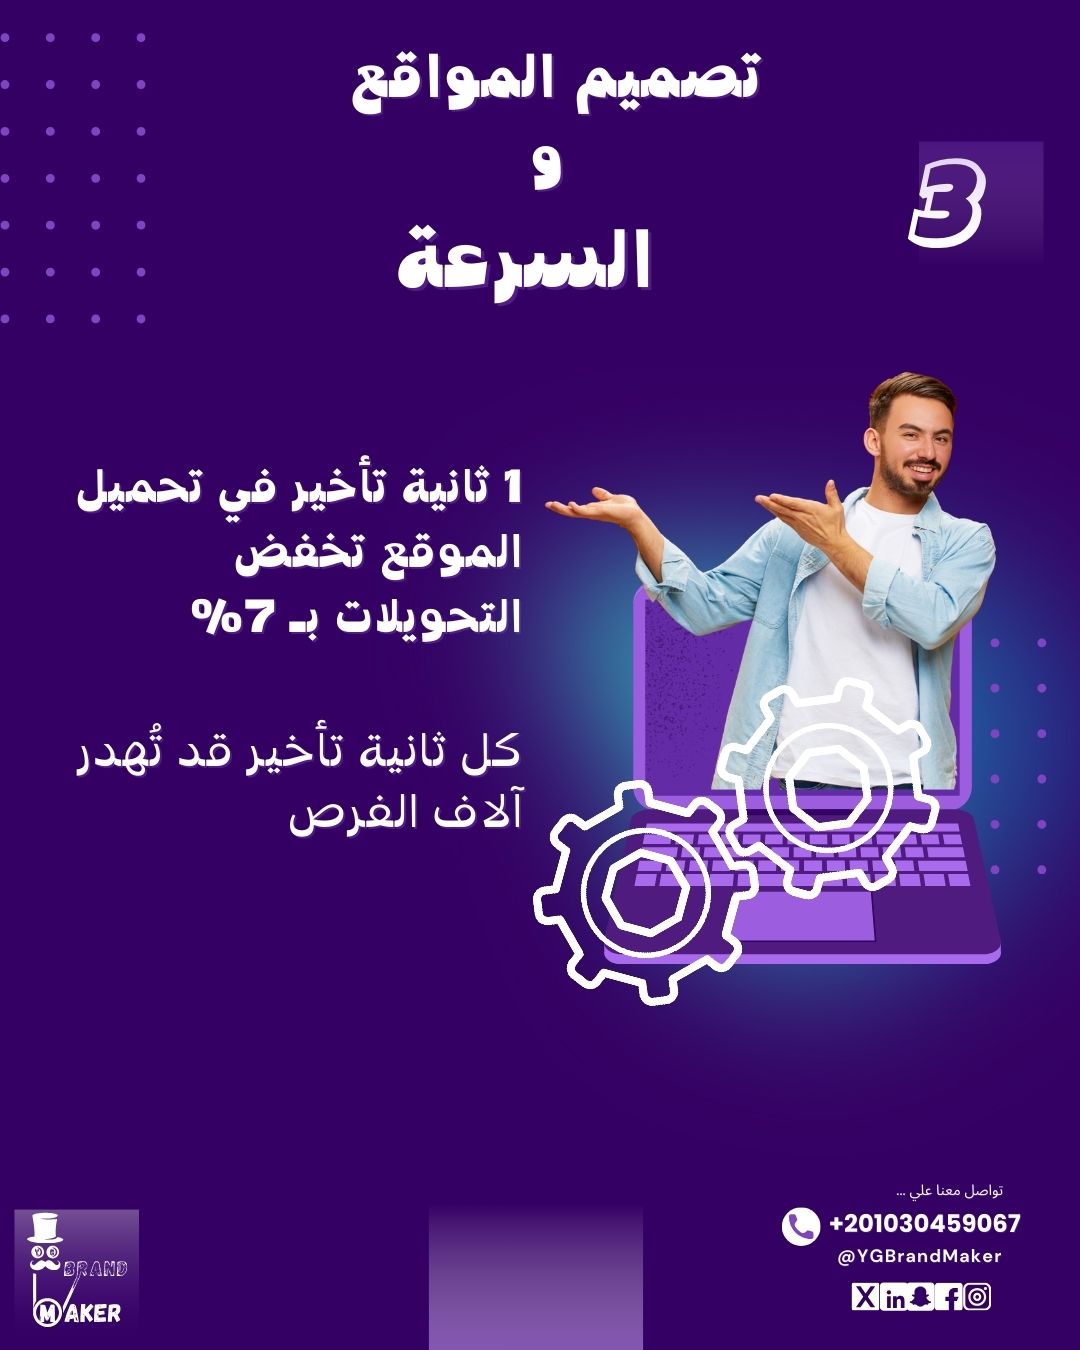 تصميم المواقع
و
السرعة
3
1 ثانية تأخير في تحميل
الموقع تخفض
التحويلات بـ 7%
كل ثانية تأخير قد تُهدر
آلاف الفرص
تواصل معنا علي ...
+201030459067
@YGBrandMaker
BRAND
MAKER